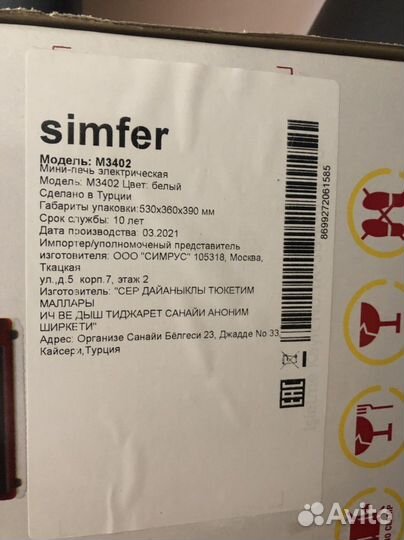 simfer
Модель: M3402
Мини-печь электрическая
Модель: M3402 Цвет: белый
Сделано в Турции
Габариты упаковки:530x360x390 мм
Срок службы: 10 лет
Дата производства: 03.2021
Импортер/уполномоченый представитель
изготовителя: ООО "СИМРУС" 105318, Москва,
Ткацкая
ул.,д.5 корп.7, этаж 2
Изготовитель: "СЕР ДАЙАНЫКЛЫ ТЮКЕТИМ
МАЛЛАРЫ
ИЧ ВЕ ДЫШ ТИДЖАРЕТ САНАЙИ АНОНИМ
ШИРКЕТИ"
Адрес: Организе Санайи Бёлгеси 23, Джадде No 33,
Кайсери,Турция
8699272061585
EAC
Avito